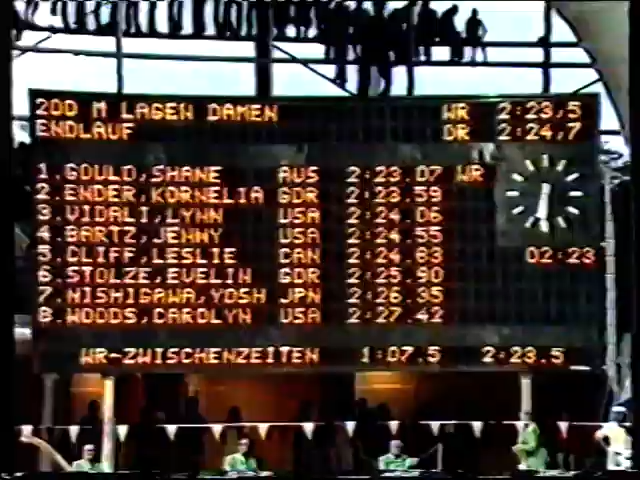 200 M LAGEN DAMEN WR 2:23,5
ENDLAUF DR 2:24,7
1.GOULD,SHANE AUS 2:23.07 WR
2.ENDER,KORNELIA GDR 2:23.59
3.VIDALI,LYNN USA 2:24.06
4.BARTZ,JENNY USA 2:24.55
5.CLIFF,LESLIE CAN 2:24.83
02:23
6.STOLZE,EVELIN GDR 2:25.90
7.NISHIGAWA,YOSH JPN 2:26.35
8.WOODS,CAROLYN USA 2:27.42
WR-ZWISCHENZEITEN 1:07.5 2:23.5